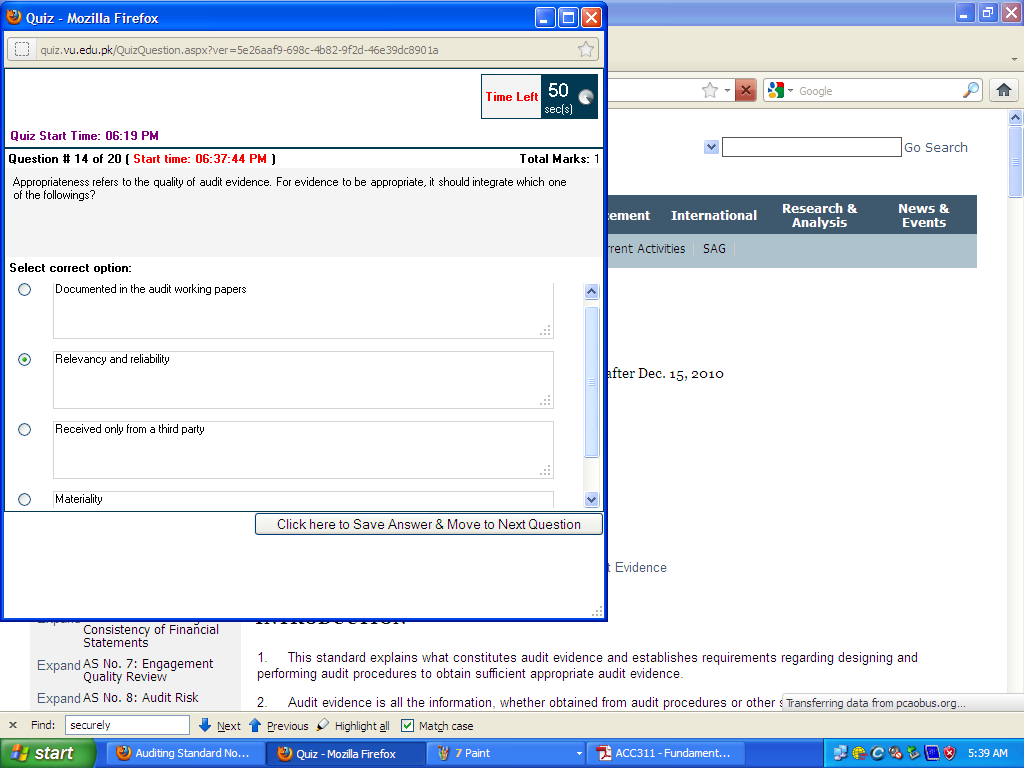 Quiz - Mozilla Firefox
quiz.vu.edu.pk/QuizQuestion.aspx?ver=5e26aaf9-698c-4b82-9f2d-46e39dc8901a
Time Left 50 sec(s)
Quiz Start Time: 06:19 PM
Question # 14 of 20 ( Start time: 06:37:44 PM ) Total Marks: 1
Appropriateness refers to the quality of audit evidence. For evidence to be appropriate, it should integrate which one
of the followings?
Select correct option:
Documented in the audit working papers
Relevancy and reliability
Received only from a third party
Materiality
Click here to Save Answer & Move to Next Question
Google
Go Search
International
Research &
Analysis
News &
Events
Activities SAG
after Dec. 15, 2010
Evidence
INTRODUCTION
Consistency of Financial
Statements
Expand AS No. 7: Engagement
Quality Review
Expand AS No. 8: Audit Risk
1. This standard explains what constitutes audit evidence and establishes requirements regarding designing and
performing audit procedures to obtain sufficient appropriate audit evidence.
2. Audit evidence is all the information, whether obtained from audit procedures or other s
Transferring data from pcaobus.org...
Find: securely Next Previous Highlight all Match case
start Auditing Standard No... Quiz - Mozilla Firefox 7 Paint ACC311 - Fundament... 5:39 AM